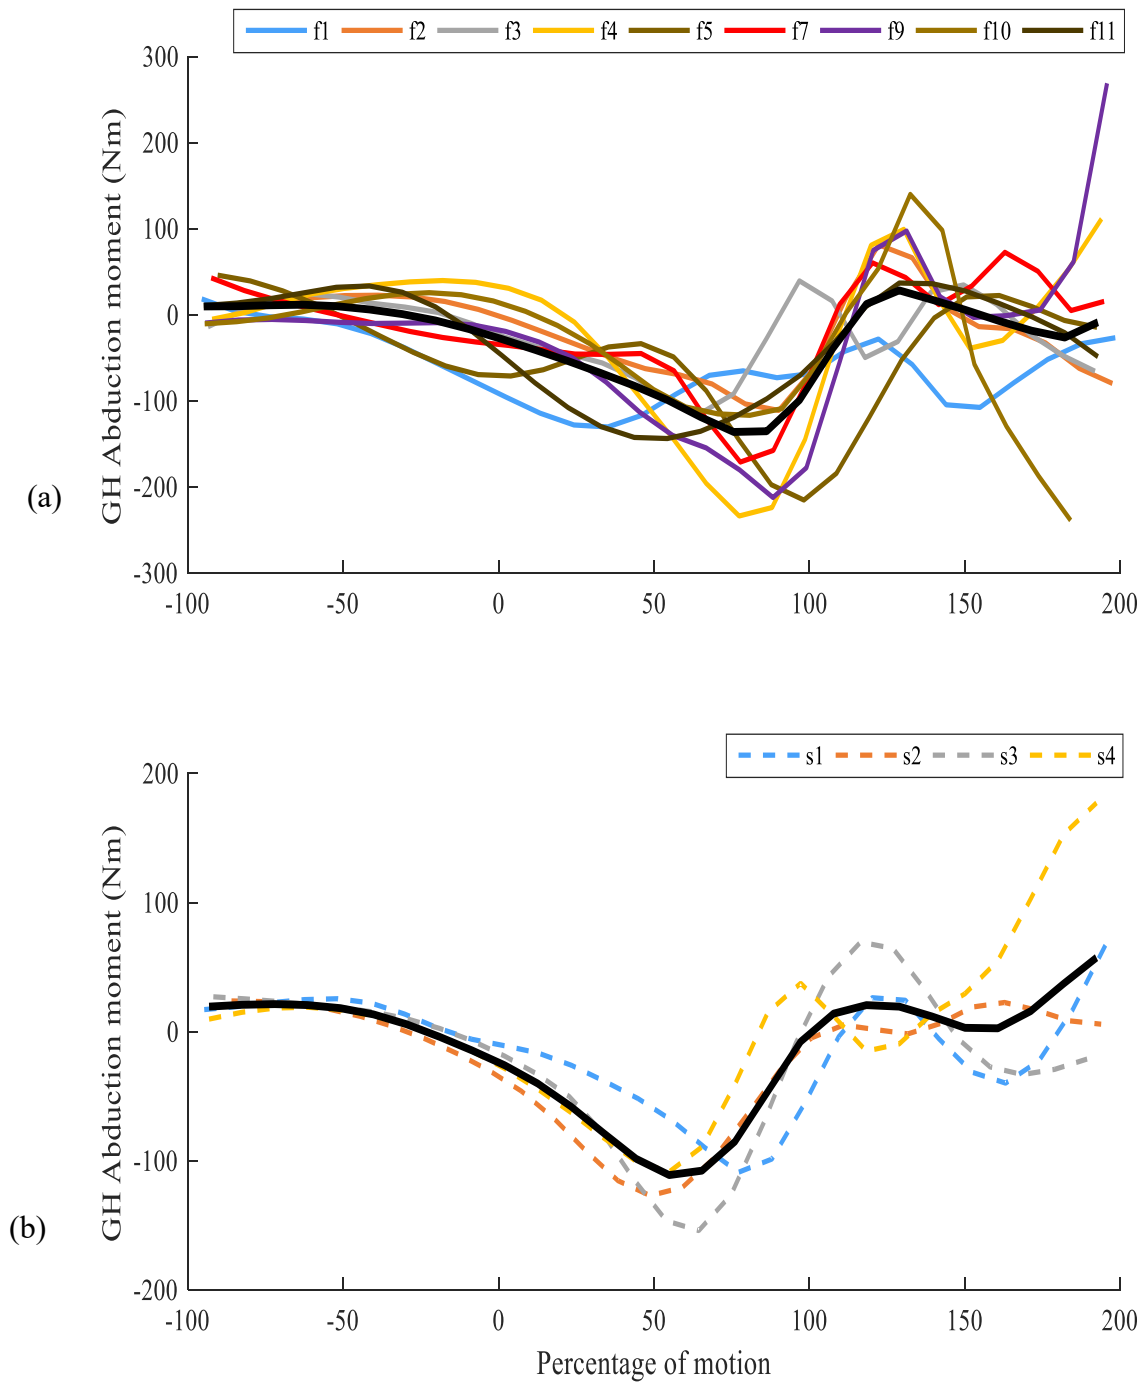 f1 f2 f3 f4 f5 f7 f9 f10 f11
300
200
100
0
-100
-200
-300
GH Abduction moment (Nm)
(a)
-100 -50 0 50 100 150 200
s1 s2 s3 s4
200
100
0
-100
-200
GH Abduction moment (Nm)
(b)
-100 -50 0 50 100 150 200
Percentage of motion